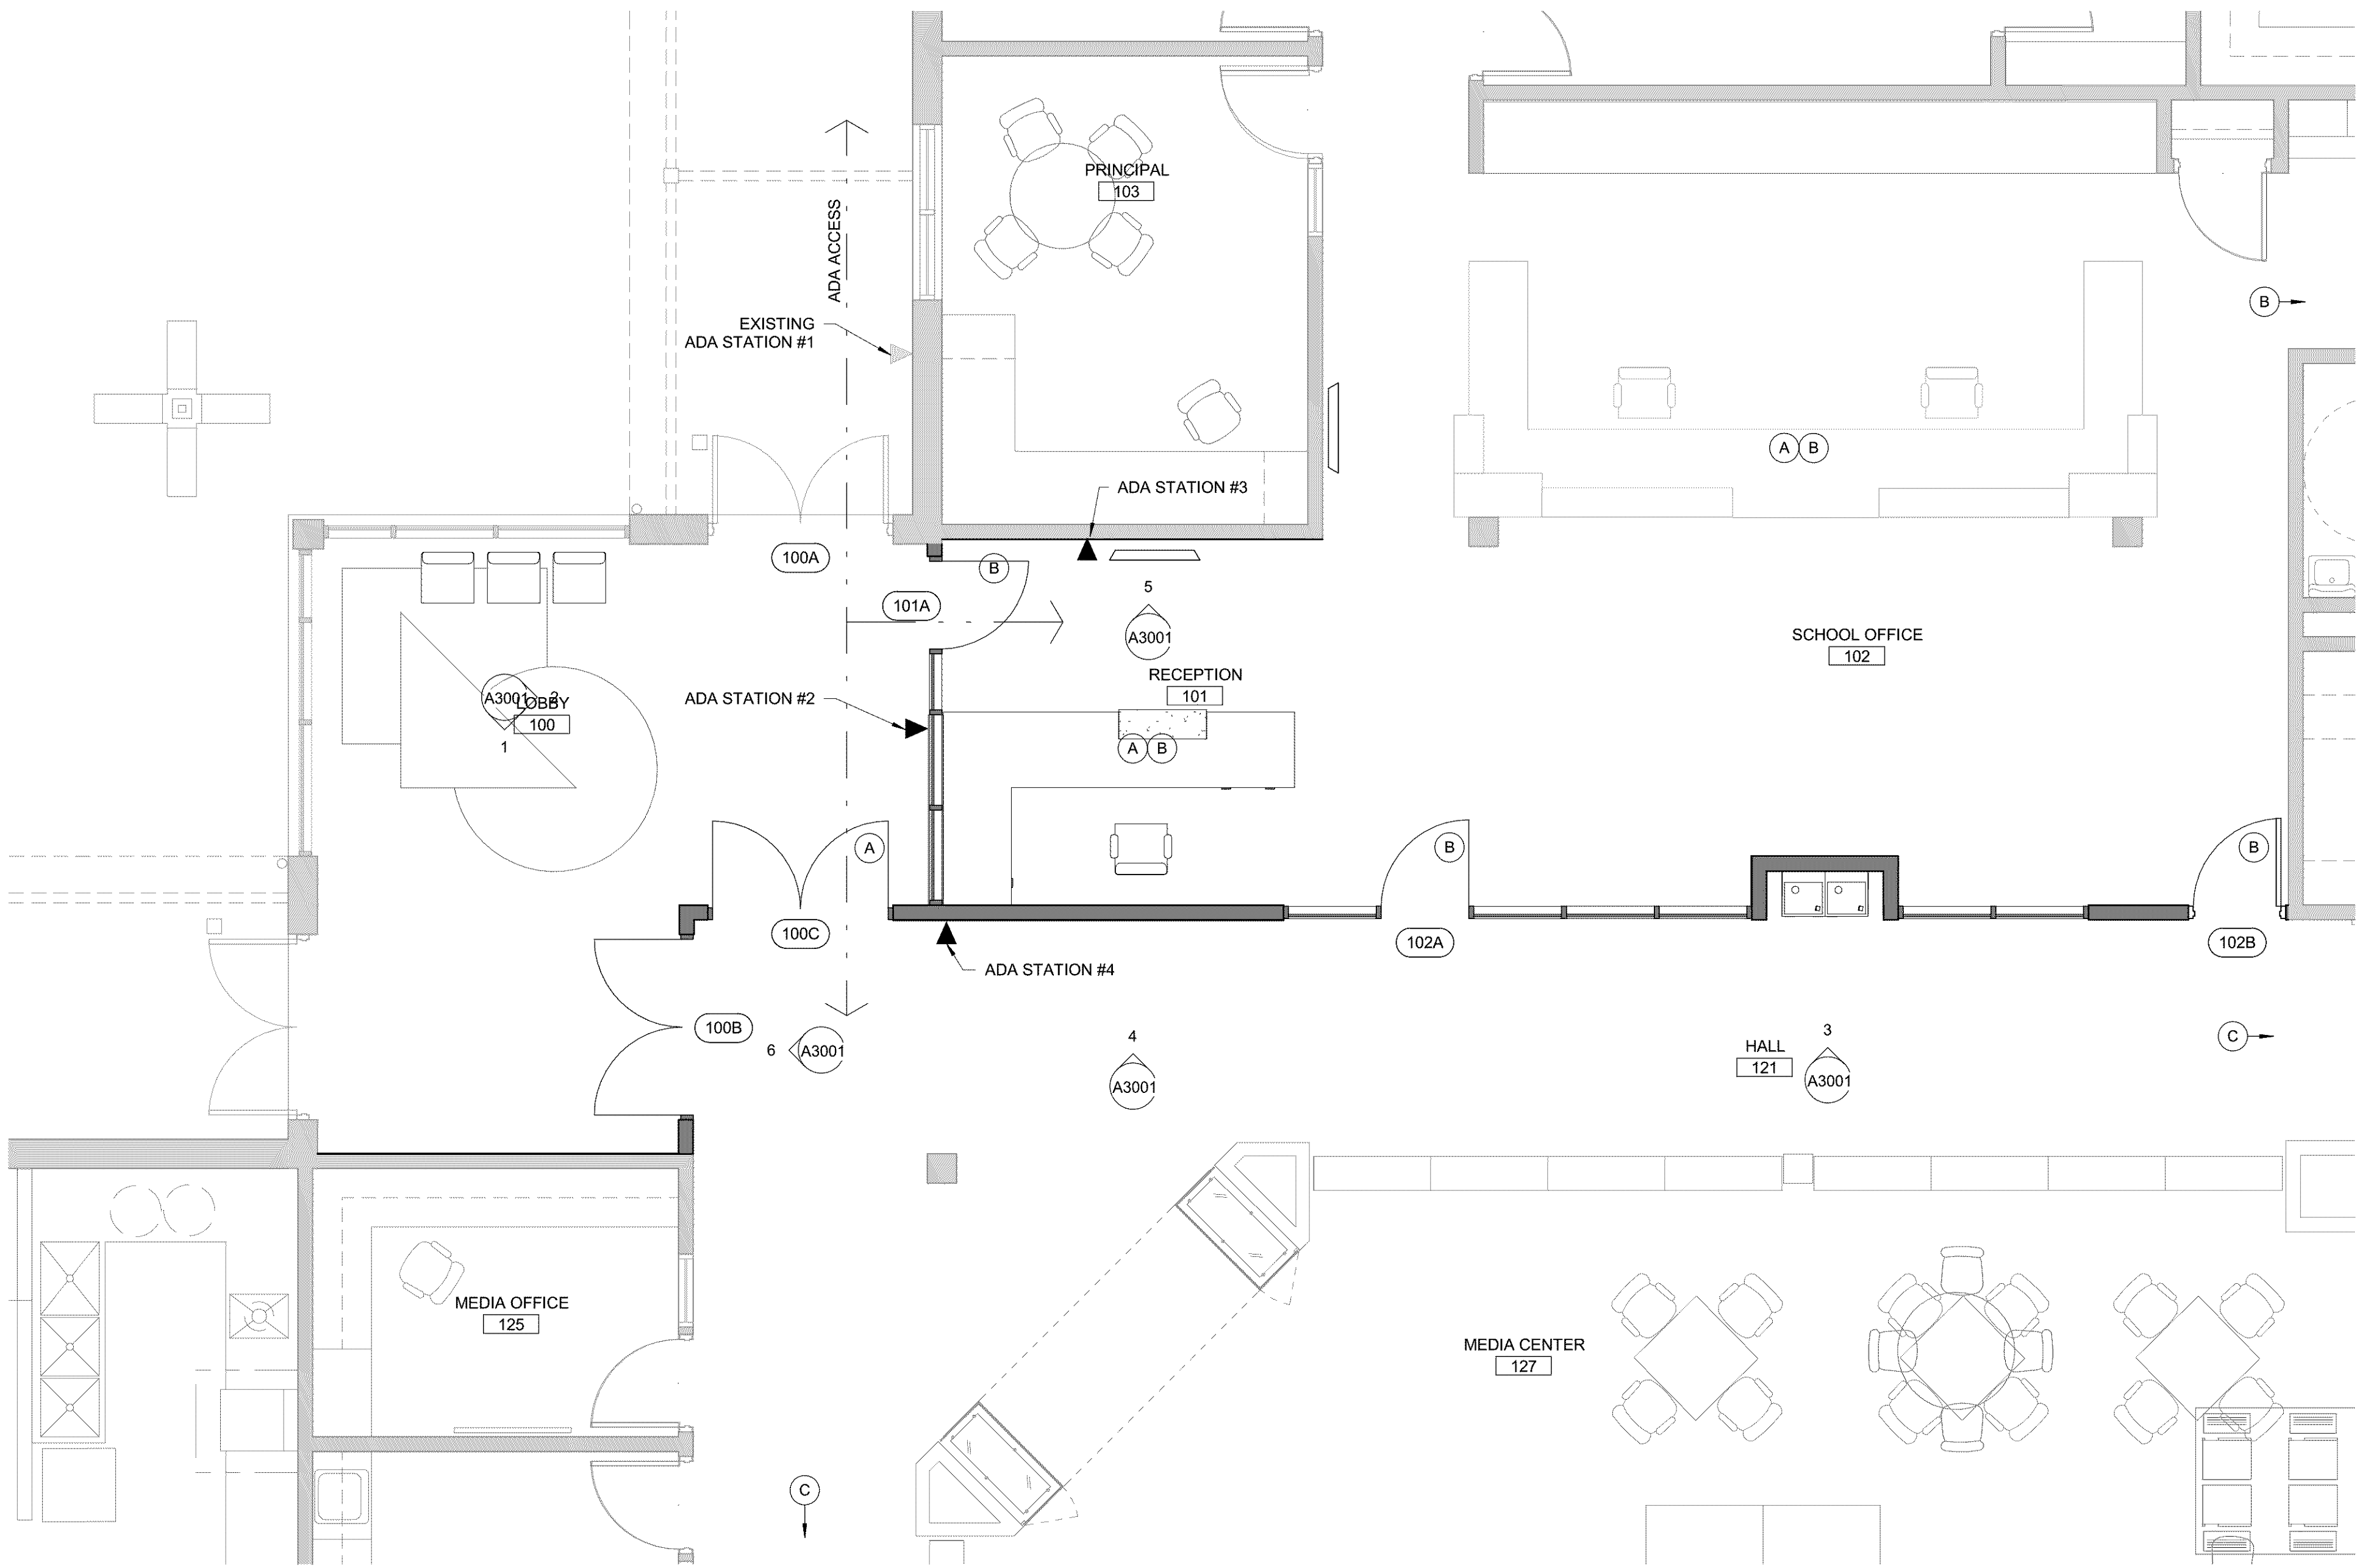 PRINCIPAL
103
ADA ACCESS
EXISTING
ADA STATION #1
B
A B
ADA STATION #3
100A
B
101A
5
A3001
SCHOOL OFFICE
102
RECEPTION
101
ADA STATION #2
A3001 2
LOBBY
100
1
A B
A
B
B
100C
102A
102B
ADA STATION #4
100B
6 A3001
4
A3001
HALL
121
3
A3001
C
MEDIA OFFICE
125
MEDIA CENTER
127
C